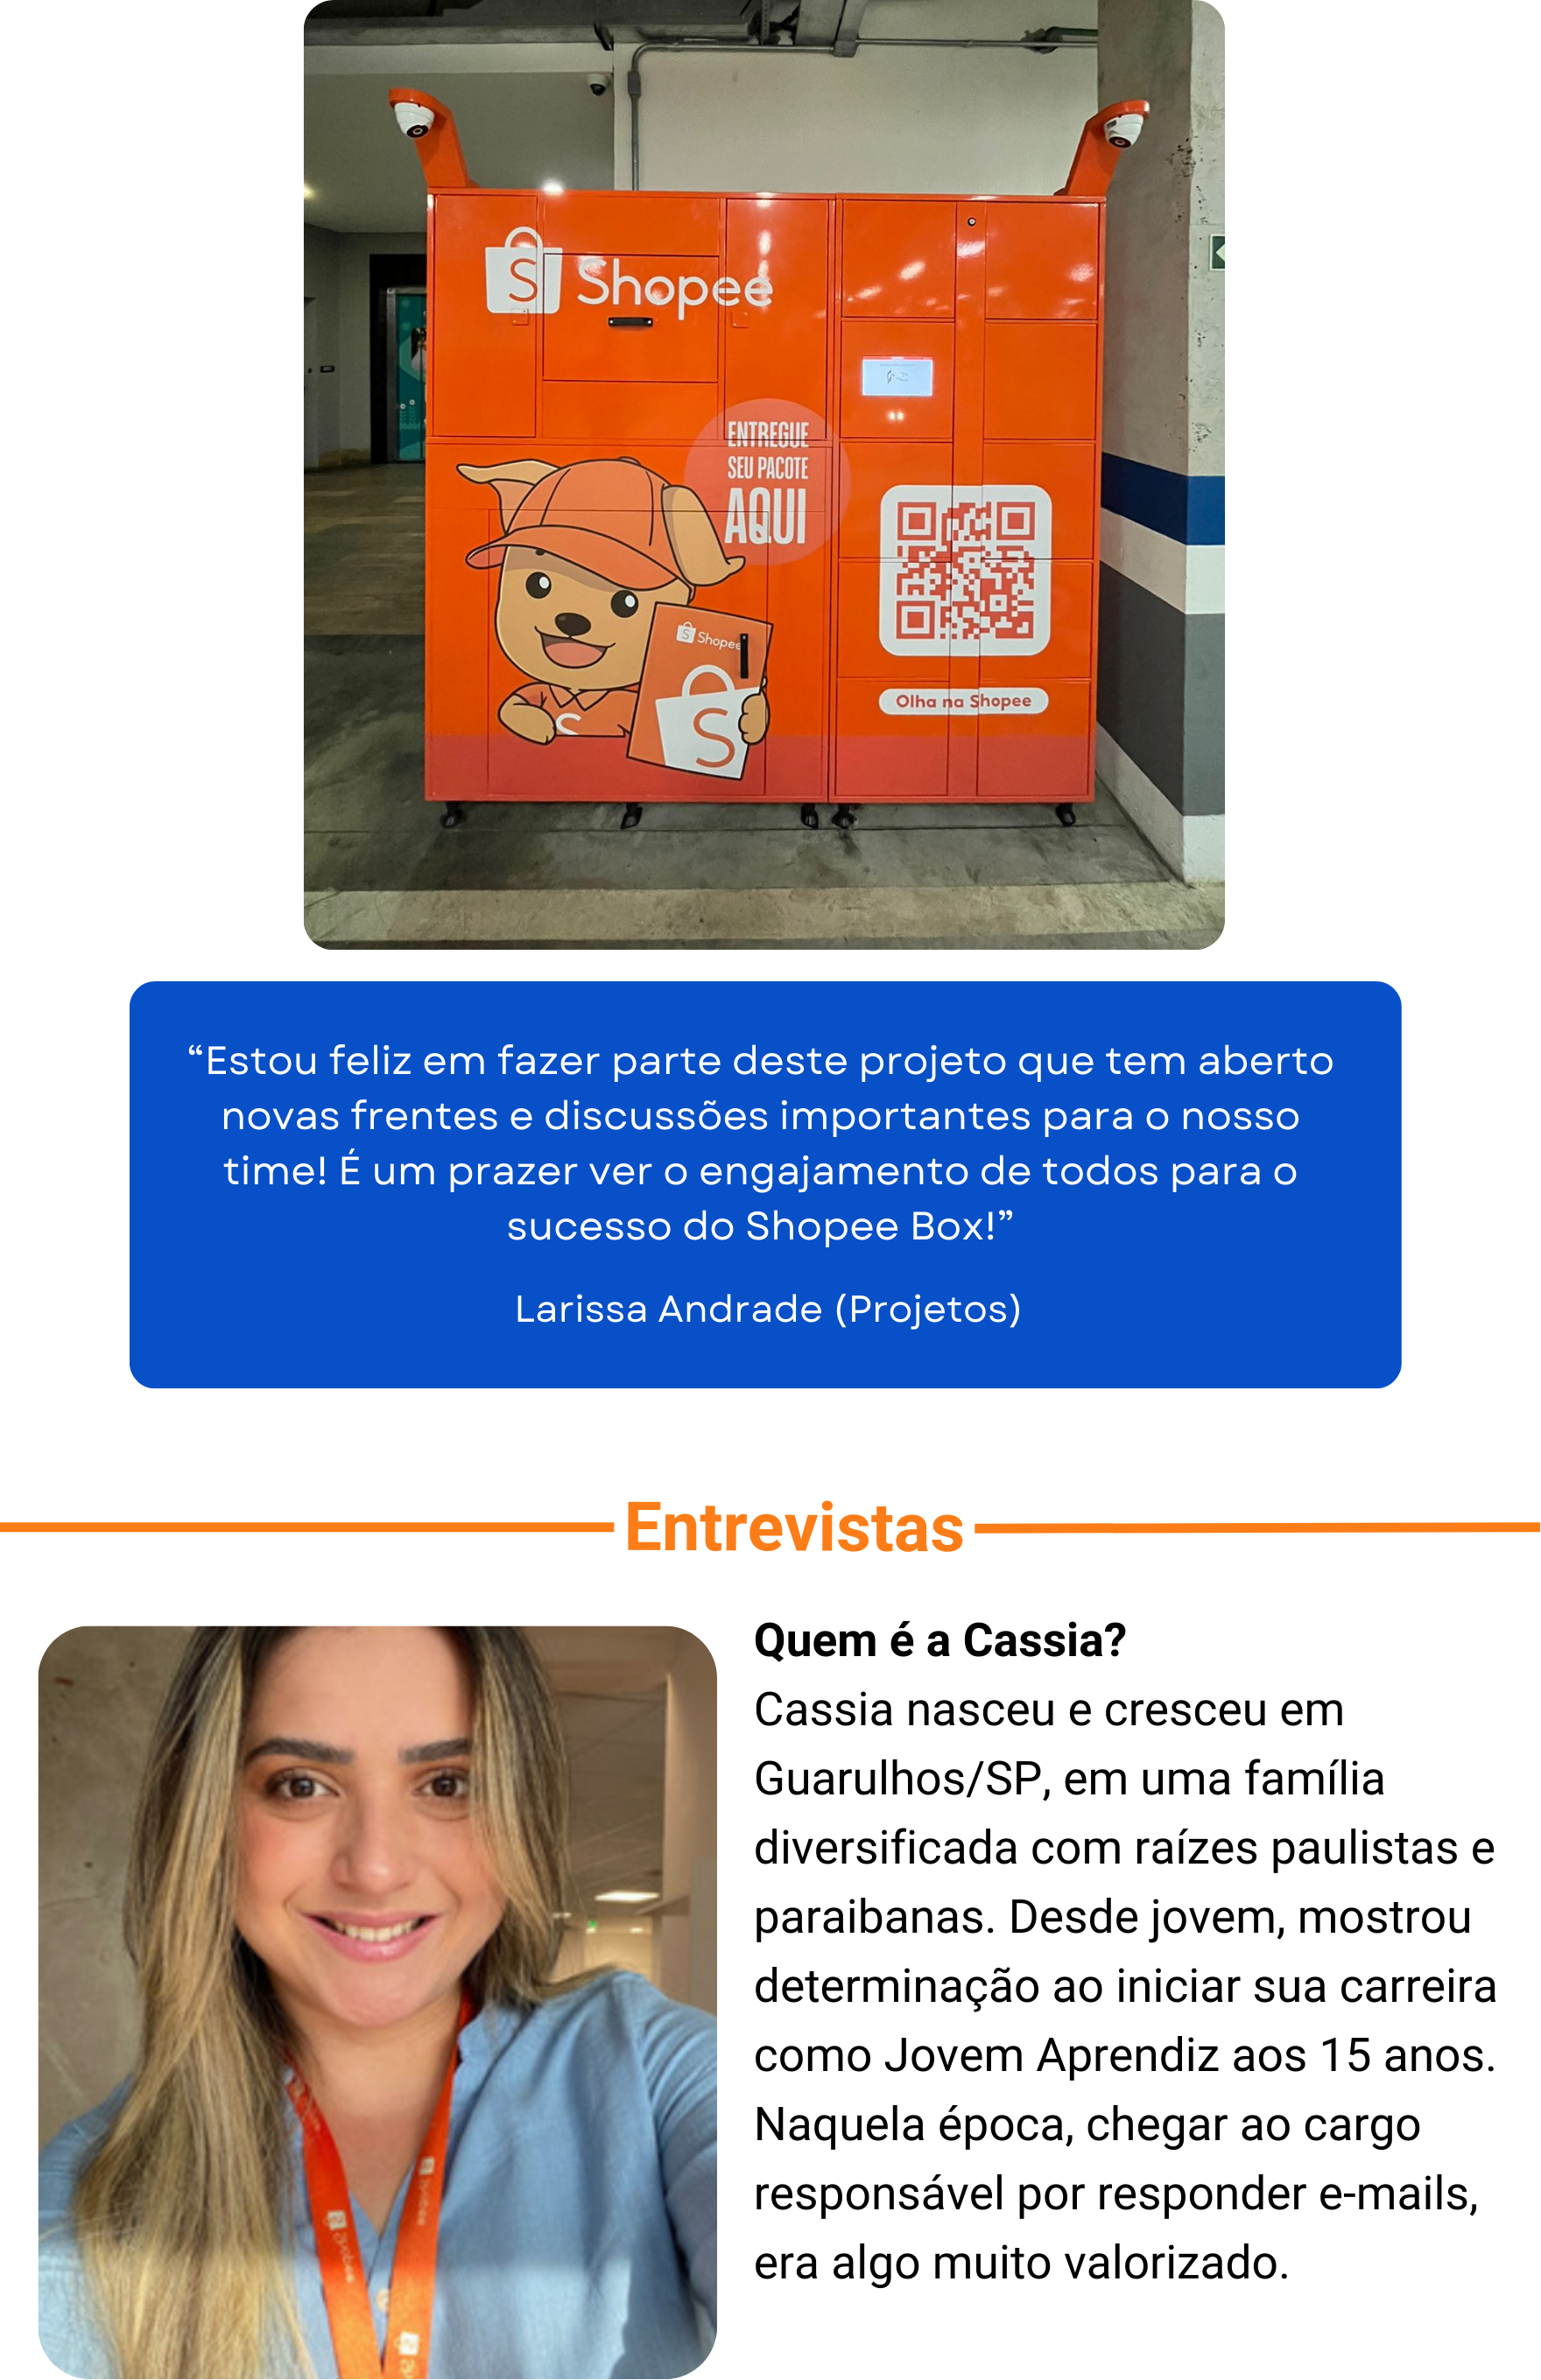 Shopee
ENTREGUE
SEU PACOTE
AQUI
Shopee
Olha na Shopee
“Estou feliz em fazer parte deste projeto que tem aberto
novas frentes e discussões importantes para o nosso
time! É um prazer ver o engajamento de todos para o
sucesso do Shopee Box!”
Larissa Andrade (Projetos)
Entrevistas
Quem é a Cassia?
Cassia nasceu e cresceu em
Guarulhos/SP, em uma família
diversificada com raízes paulistas e
paraibanas. Desde jovem, mostrou
determinação ao iniciar sua carreira
como Jovem Aprendiz aos 15 anos.
Naquela época, chegar ao cargo
responsável por responder e-mails,
era algo muito valorizado.